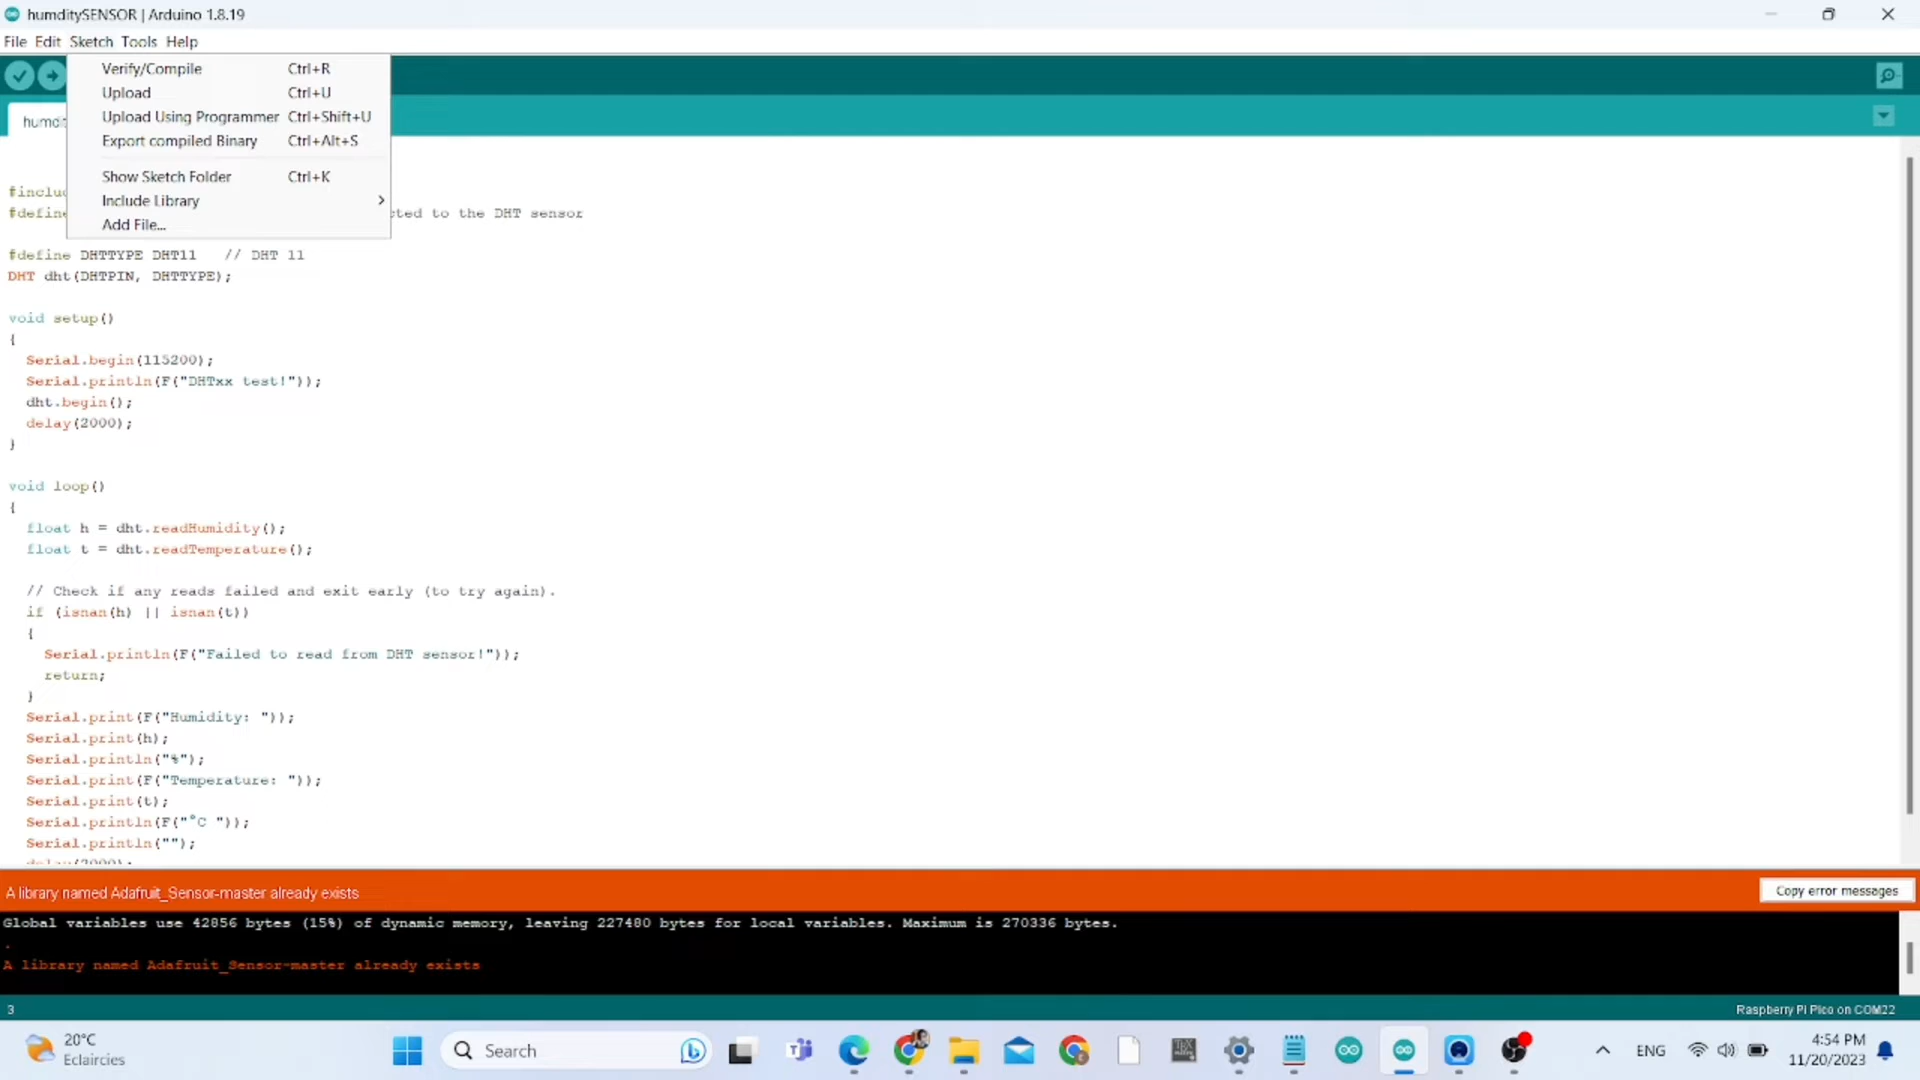 humditySENSOR | Arduino 1.8.19
File Edit Sketch Tools Help
Verify/Compile Ctrl+R
Upload Ctrl+U
Upload Using Programmer Ctrl+Shift+U
Export compiled Binary Ctrl+Alt+S
Show Sketch Folder Ctrl+K
Include Library
Add File...
humdit
#inclu
#define cted to the DHT sensor
#define DHTTYPE DHT11 // DHT 11
DHT dht(DHTPIN, DHTTYPE);
void setup()
{
Serial.begin(115200);
Serial.println(F("DHTxx test!"));
dht.begin();
delay(2000);
}
void loop()
{
float h = dht.readHumidity();
float t = dht.readTemperature();
// Check if any reads failed and exit early (to try again).
if (isnan(h) || isnan(t))
{
Serial.println(F("Failed to read from DHT sensor!"));
return;
}
Serial.print(F("Humidity: "));
Serial.print(h);
Serial.println("%");
Serial.print(F("Temperature: "));
Serial.print(t);
Serial.println(F("°C "));
Serial.println("");
A library named Adafruit_Sensor-master already exists
Copy error messages
Global variables use 42856 bytes (15%) of dynamic memory, leaving 227480 bytes for local variables. Maximum is 270336 bytes.
.
A library named Adafruit_Sensor-master already exists
3
Raspberry Pi Pico on COM22
20°C
Eclaircies
Search
ENG
4:54 PM
11/20/2023